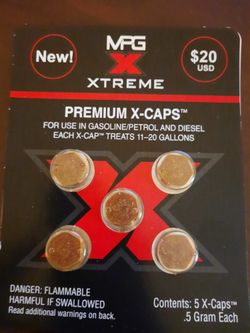 New!
MPG
X
XTREME
$20
USD
PREMIUM X-CAPS™
FOR USE IN GASOLINE/PETROL AND DIESEL
EACH X-CAP™ TREATS 11–20 GALLONS
DANGER: FLAMMABLE
HARMFUL IF SWALLOWED
Read additional warnings on back.
Contents: 5 X-Caps™
.5 Gram Each